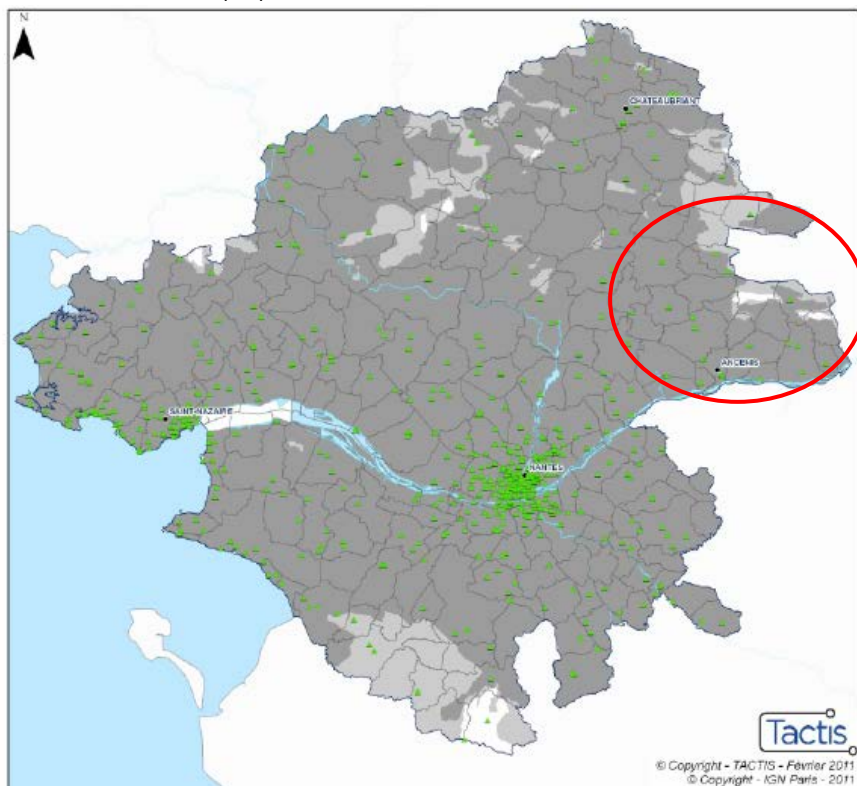 N
CHATEAUBRIANT
ANCENIS
SAINT-NAZAIRE
NANTES
Tactis
© Copyright - TACTIS - Février 2011
© Copyright - IGN Paris - 2011